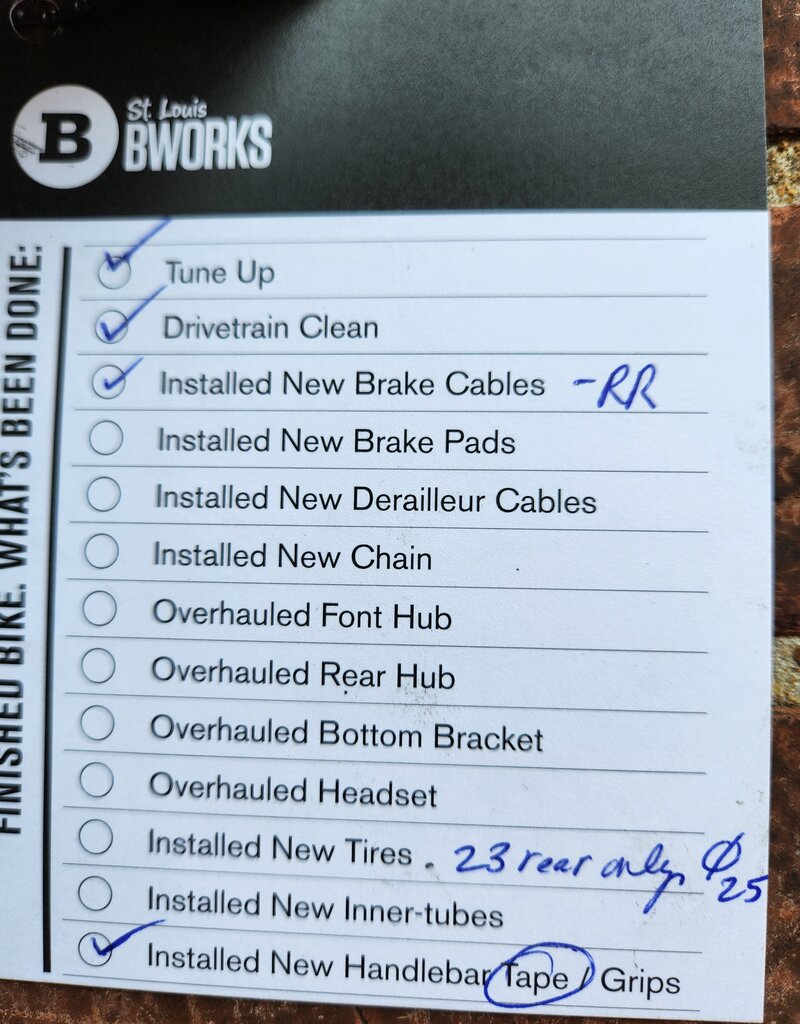 B
St. Louis
BWORKS
FINISHED BIKE. WHAT'S BEEN DONE:
Tune Up
Drivetrain Clean
Installed New Brake Cables - RR
Installed New Brake Pads
Installed New Derailleur Cables
Installed New Chain
Overhauled Font Hub
Overhauled Rear Hub
Overhauled Bottom Bracket
Overhauled Headset
Installed New Tires . 23 rear only, Ø
25
Installed New Inner-tubes
Installed New Handlebar Tape / Grips